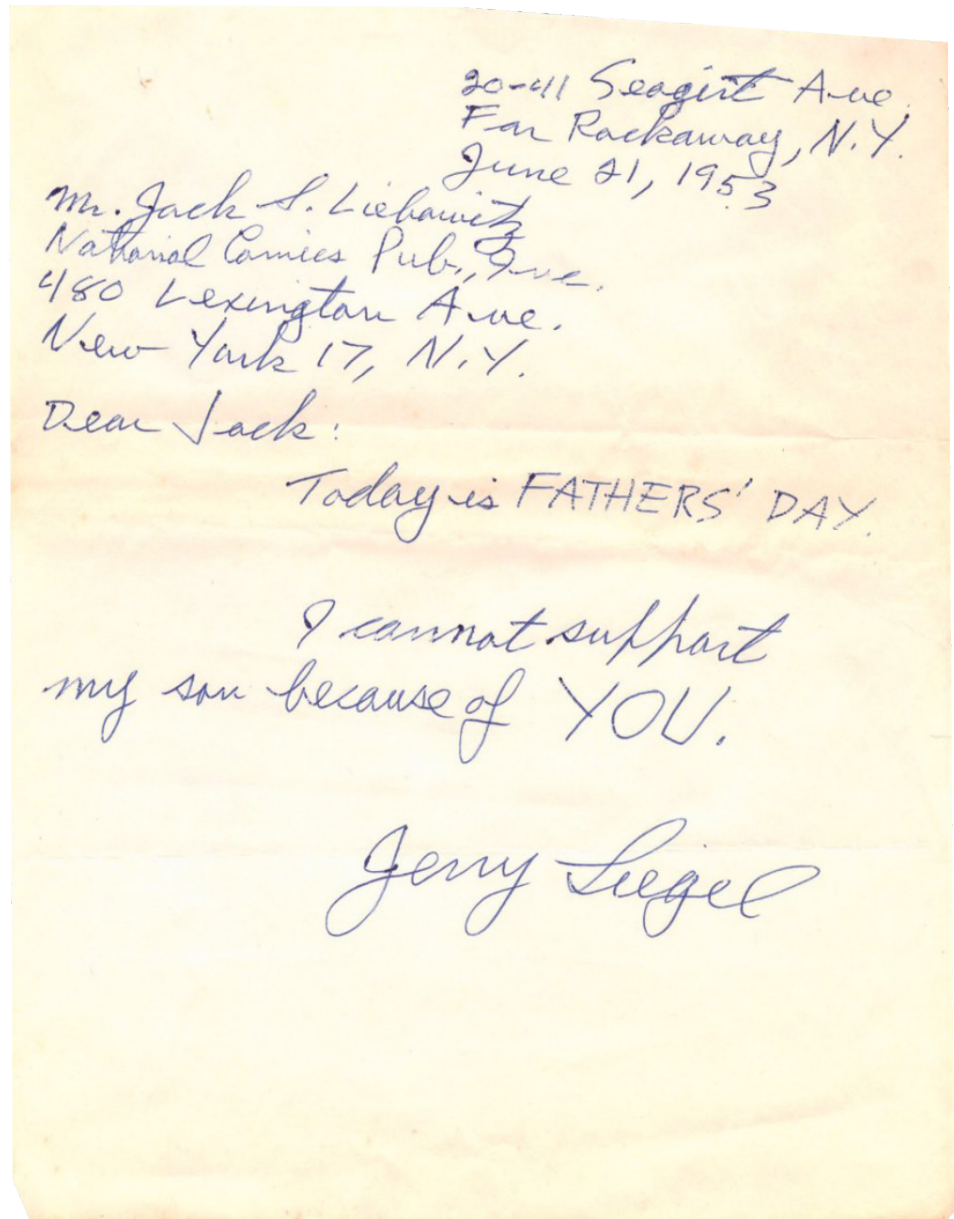 20-41 Seagirt Ave.
Far Rockaway, N.Y.
June 21, 1953
Mr. Jack S. Liebowitz
National Comics Pub., Inc.
480 Lexington Ave.
New York 17, N.Y.
Dear Jack:
Today is FATHERS' DAY.
I cannot support
my son because of YOU.
Jerry Siegel